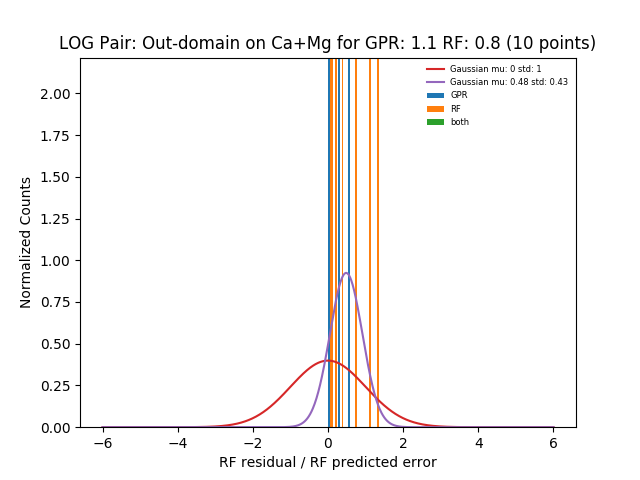 LOG Pair: Out-domain on Ca+Mg for GPR: 1.1 RF: 0.8 (10 points)
Gaussian mu: 0 std: 1
Gaussian mu: 0.48 std: 0.43
GPR
RF
both
Normalized Counts
2.00
1.75
1.50
1.25
1.00
0.75
0.50
0.25
0.00
−6 −4 −2 0 2 4 6
RF residual / RF predicted error